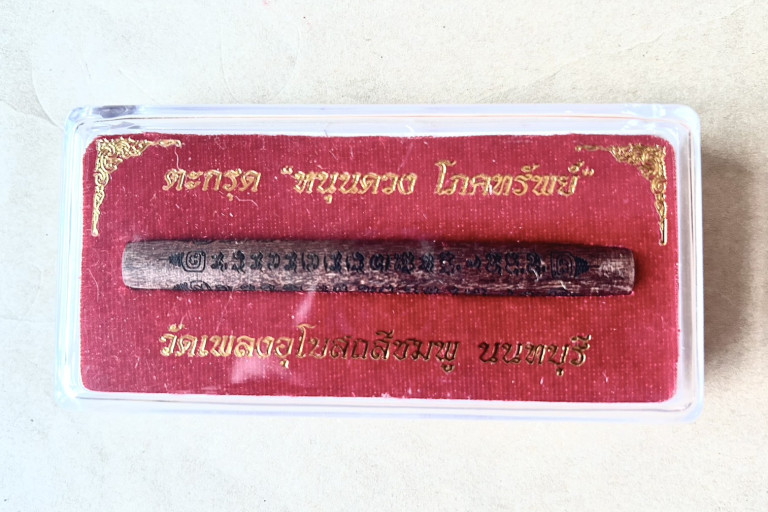 ตะกรุด "หนุนดวง โภคทรัพย์"
วัดเพลงอุโบสถสีชมพู นนทบุรี